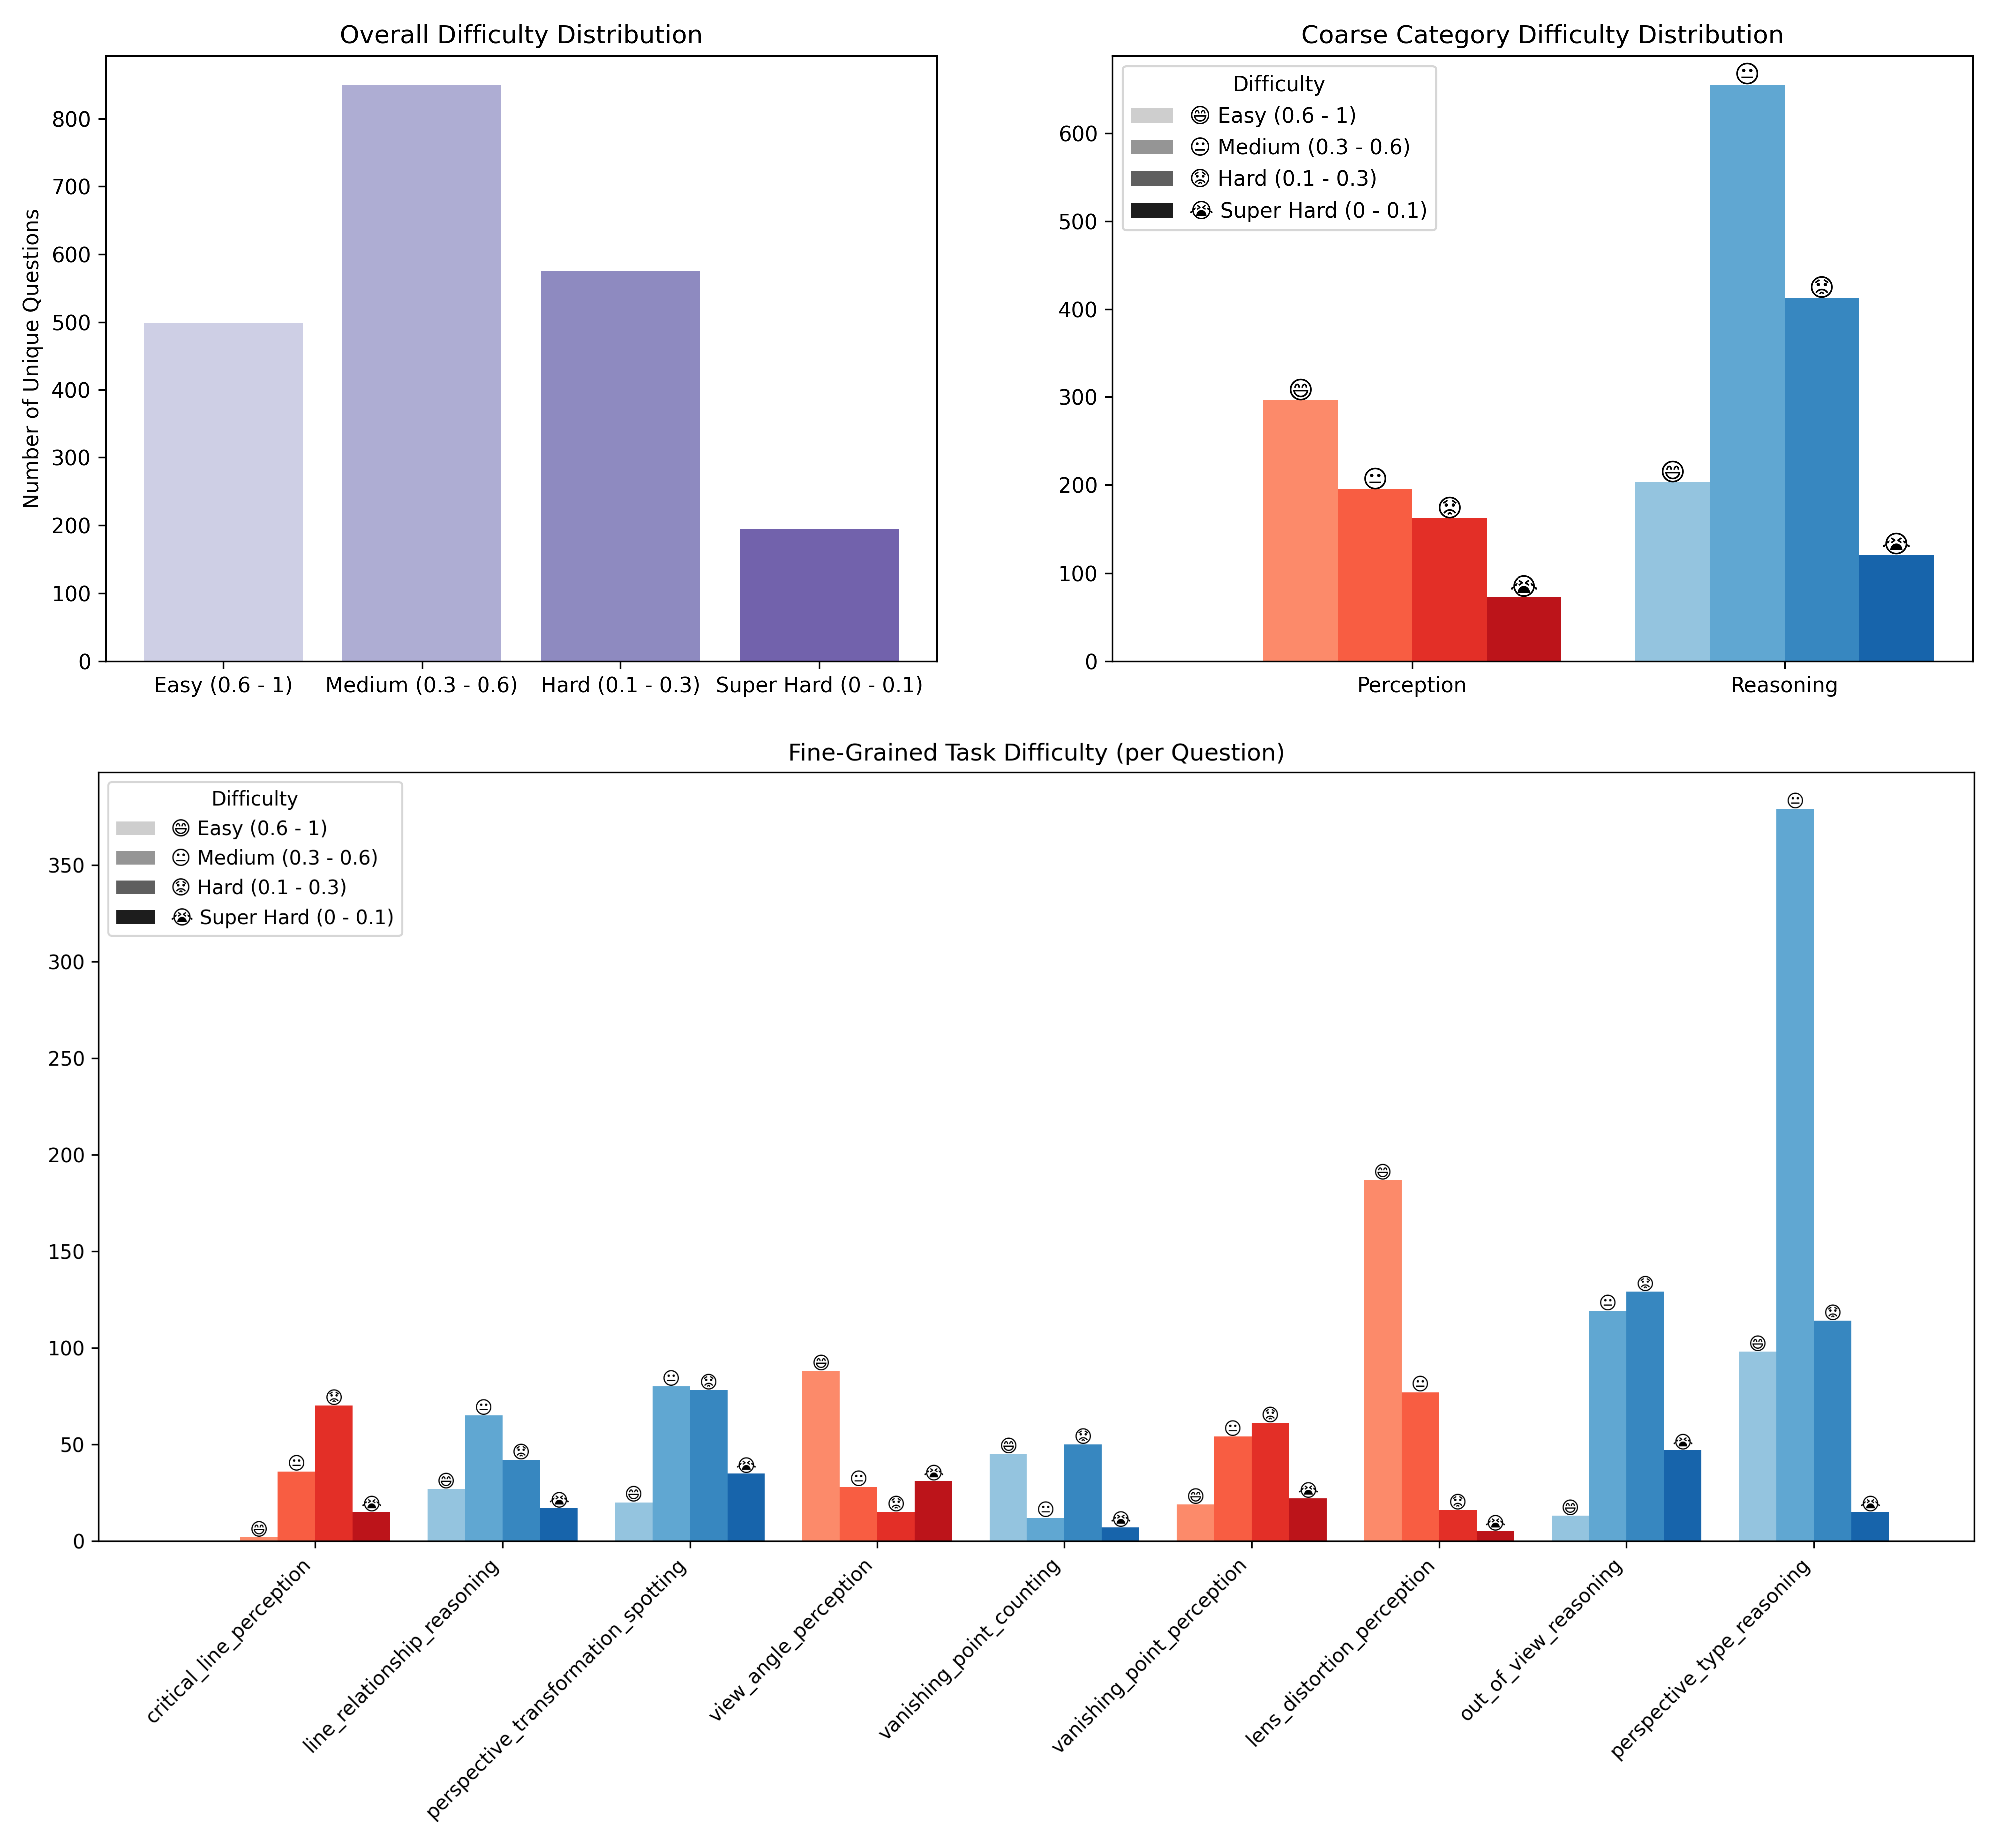 Overall Difficulty Distribution
Number of Unique Questions
800
700
600
500
400
300
200
100
0
Easy (0.6 - 1)
Medium (0.3 - 0.6)
Hard (0.1 - 0.3)
Super Hard (0 - 0.1)
Coarse Category Difficulty Distribution
Difficulty
😄 Easy (0.6 - 1)
😐 Medium (0.3 - 0.6)
😟 Hard (0.1 - 0.3)
😭 Super Hard (0 - 0.1)
600
500
400
300
200
100
0
Perception
Reasoning
Fine-Grained Task Difficulty (per Question)
Difficulty
😄 Easy (0.6 - 1)
😐 Medium (0.3 - 0.6)
😟 Hard (0.1 - 0.3)
😭 Super Hard (0 - 0.1)
350
300
250
200
150
100
50
0
critical_line_perception
line_relationship_reasoning
perspective_transformation_spotting
view_angle_perception
vanishing_point_counting
vanishing_point_perception
lens_distortion_perception
out_of_view_reasoning
perspective_type_reasoning